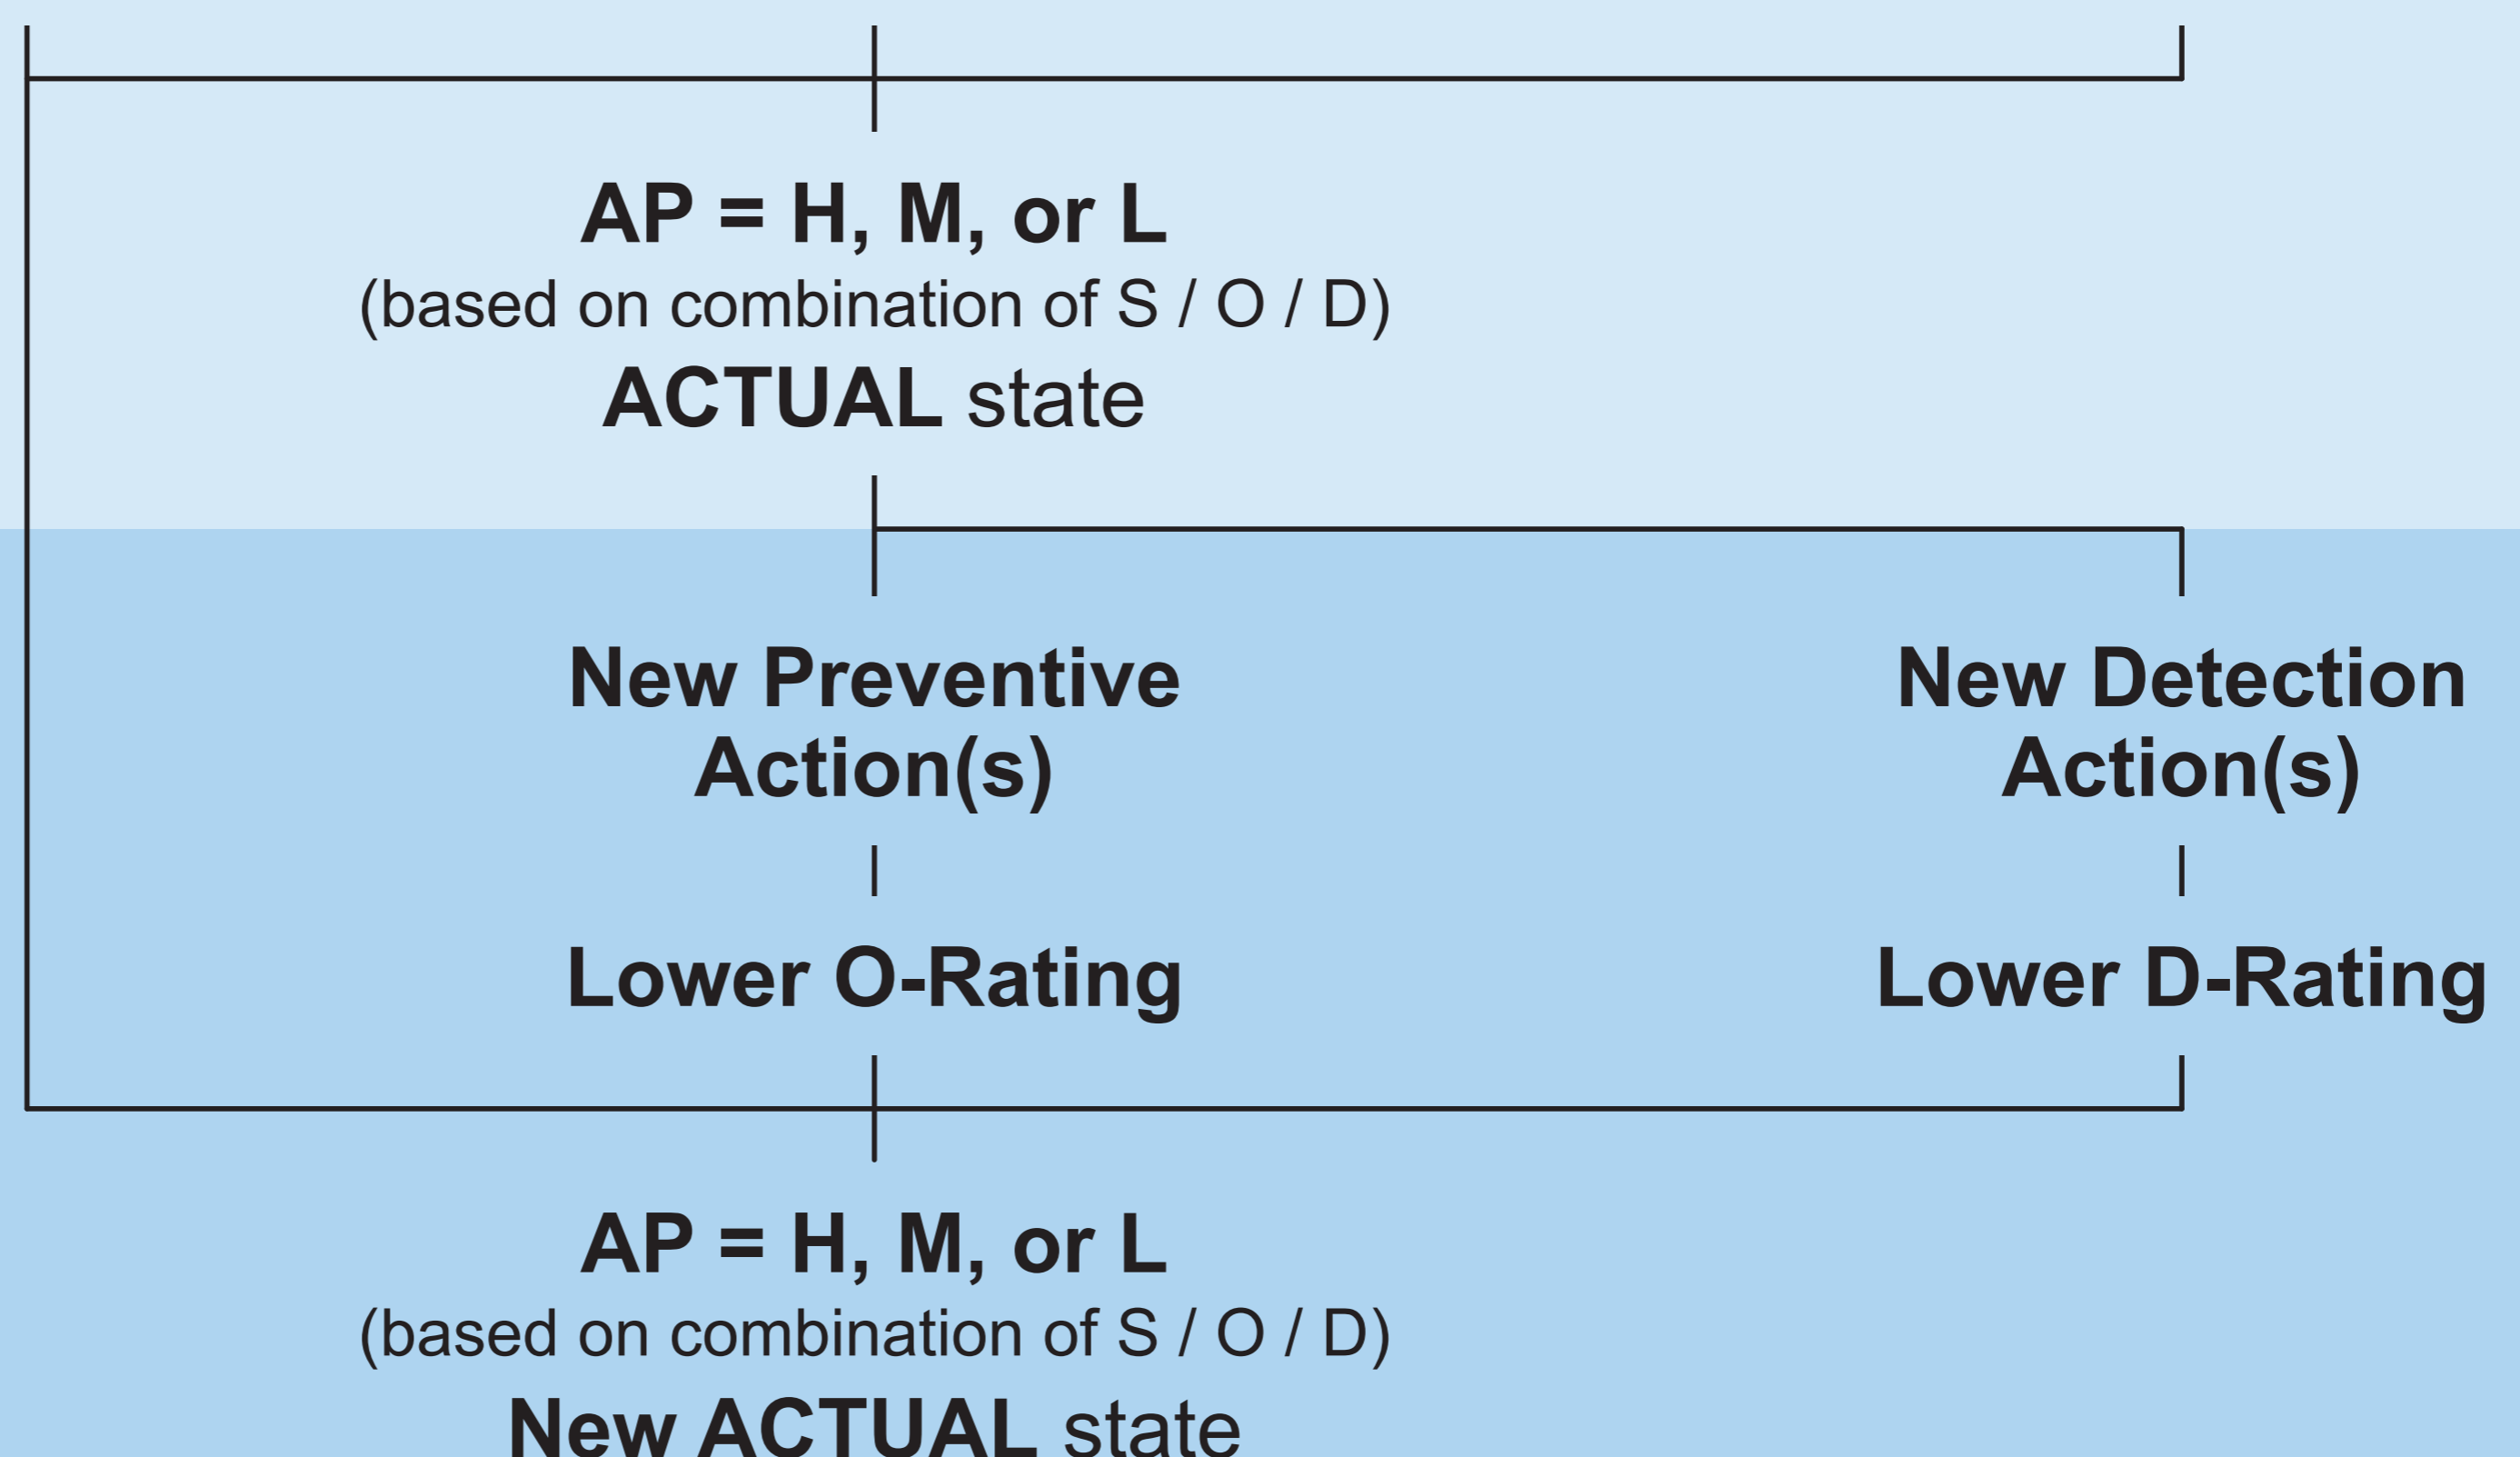 AP = H, M, or L
(based on combination of S / O / D)
ACTUAL state
New Preventive
Action(s)
New Detection
Action(s)
Lower O-Rating
Lower D-Rating
AP = H, M, or L
(based on combination of S / O / D)
New ACTUAL state